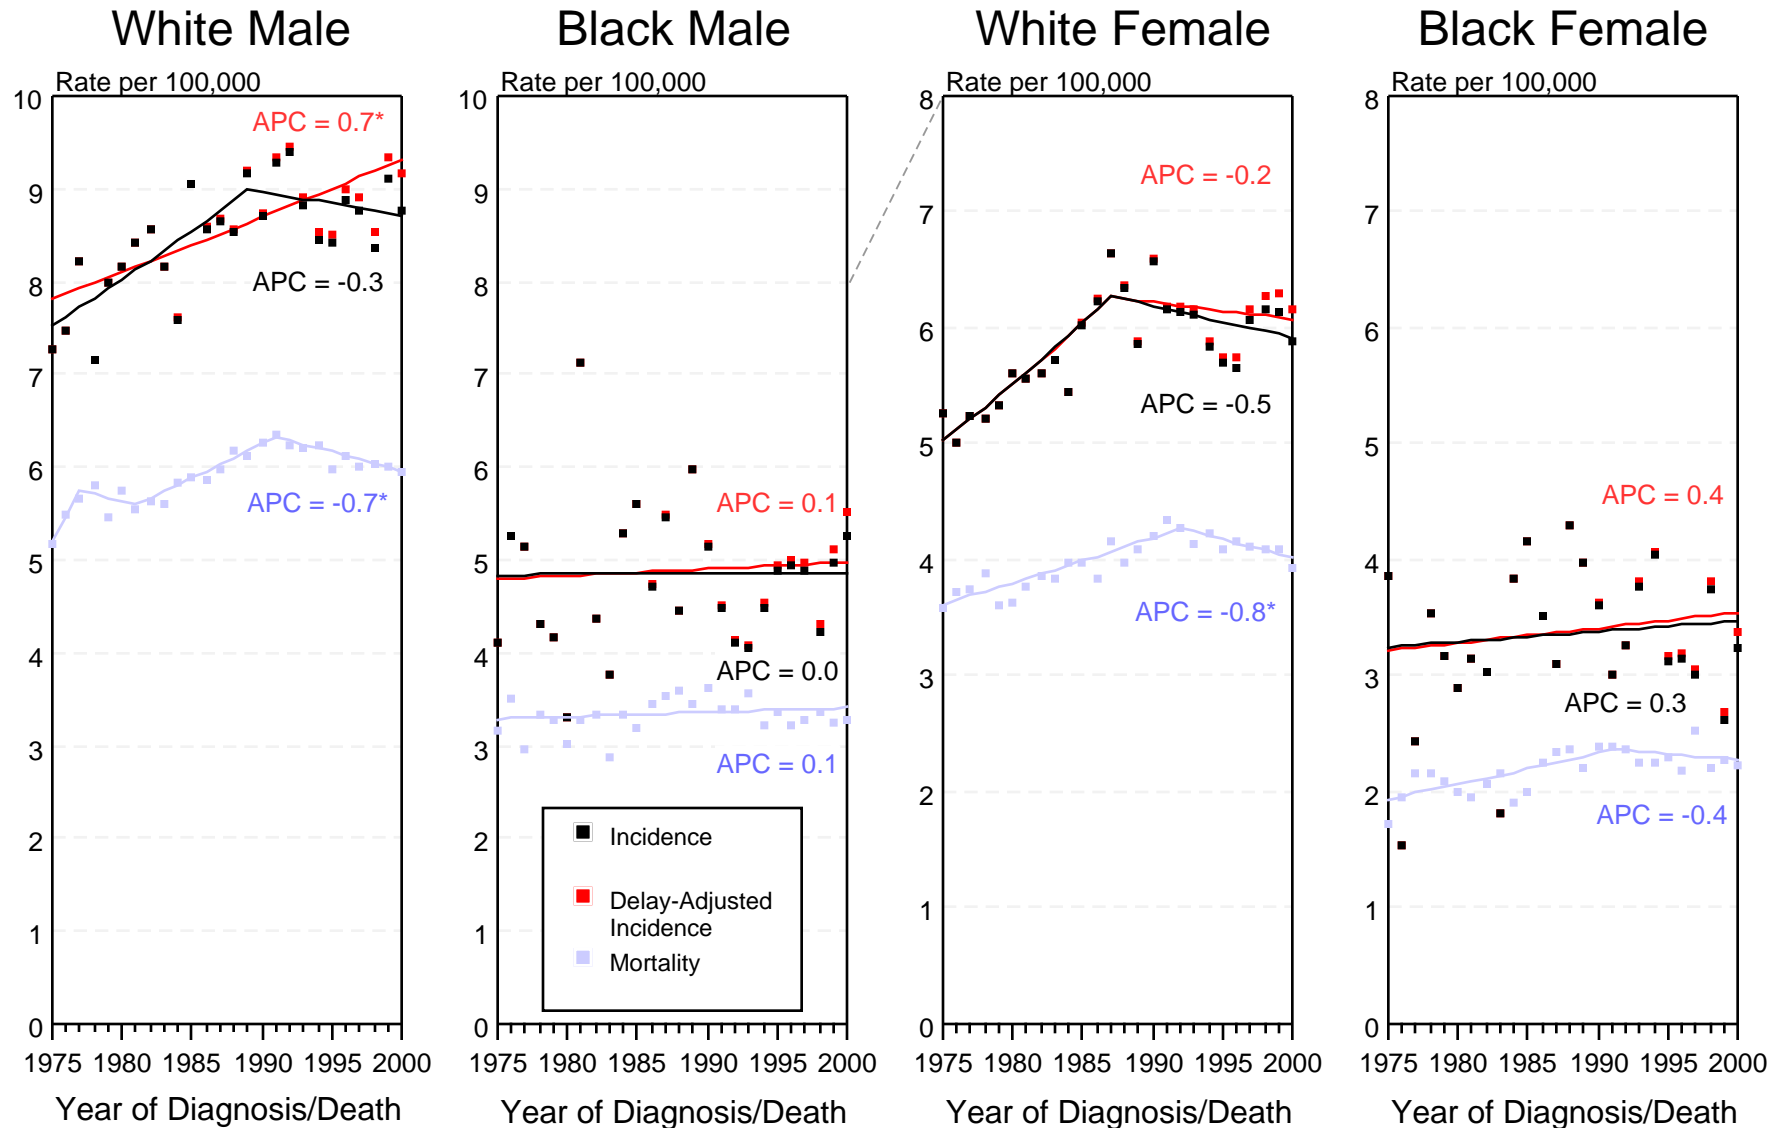 White Male
Rate per 100,000
10
9
8
7
6
5
4
3
2
1
0
APC = 0.7*
APC = -0.3
APC = -0.7*
1975 1980 1985 1990 1995 2000
Year of Diagnosis/Death
Black Male
Rate per 100,000
10
9
8
7
6
5
4
3
2
1
0
APC = 0.1
APC = 0.0
APC = 0.1
Incidence
Delay-Adjusted
Incidence
Mortality
1975 1980 1985 1990 1995 2000
Year of Diagnosis/Death
White Female
Rate per 100,000
8
7
6
5
4
3
2
1
0
APC = -0.2
APC = -0.5
APC = -0.8*
1975 1980 1985 1990 1995 2000
Year of Diagnosis/Death
Black Female
Rate per 100,000
8
7
6
5
4
3
2
1
0
APC = 0.4
APC = 0.3
APC = -0.4
1975 1980 1985 1990 1995 2000
Year of Diagnosis/Death